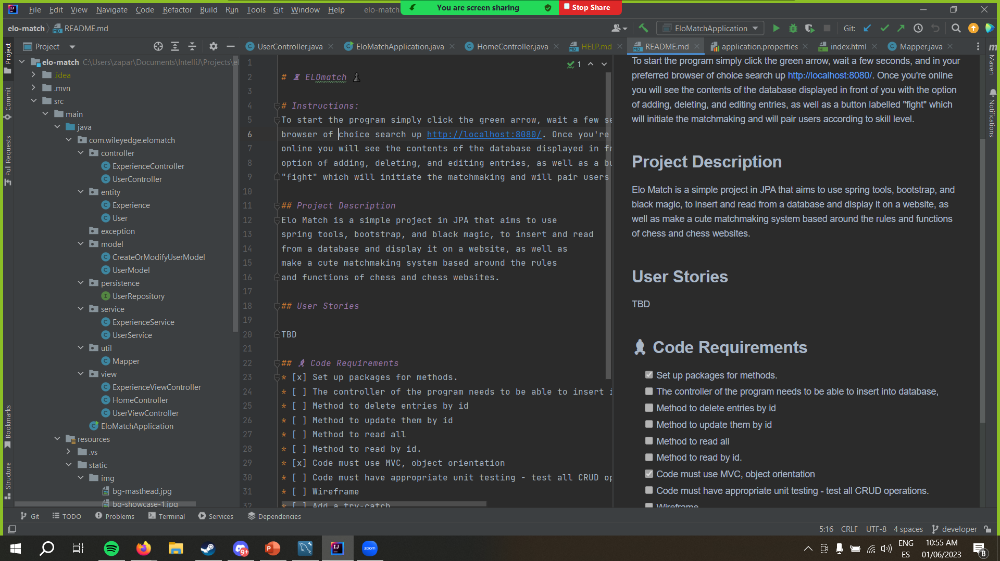 File Edit View Navigate Code Refactor Build Run Tools Git Window Help elo-match
You are screen sharing
Stop Share
elo-match README.md
EloMatchApplication
Git:
Project
UserController.java
EloMatchApplication.java
HomeController.java
HELP.md
README.md
application.properties
index.html
Mapper.java
Project
Commit
Pull Requests
Bookmarks
Structure
elo-match C:\Users\zapar\Documents\IntelliJ\Projects\el
.idea
.mvn
src
main
java
com.wileyedge.elomatch
controller
ExperienceController
UserController
entity
Experience
User
exception
model
CreateOrModifyUserModel
UserModel
persistence
UserRepository
service
ExperienceService
UserService
util
Mapper
view
ExperienceViewController
HomeController
UserViewController
EloMatchApplication
resources
.vs
static
img
bg-masthead.jpg
bg-showcase-1.jpg
1
2 # ♜ ELOmatch ♟
3
4 # Instructions:
5 To start the program simply click the green arrow, wait a few se
6 browser of choice search up http://localhost:8080/. Once you're
7 online you will see the contents of the database displayed in fr
8 option of adding, deleting, and editing entries, as well as a bu
9 "fight" which will initiate the matchmaking and will pair users
10
11 ## Project Description
12 Elo Match is a simple project in JPA that aims to use
13 spring tools, bootstrap, and black magic, to insert and read
14 from a database and display it on a website, as well as
15 make a cute matchmaking system based around the rules
16 and functions of chess and chess websites.
17
18 ## User Stories
19
20 TBD
21
22 ## ♝ Code Requirements
23 * [x] Set up packages for methods.
24 * [ ] The controller of the program needs to be able to insert i
25 * [ ] Method to delete entries by id
26 * [ ] Method to update them by id
27 * [ ] Method to read all
28 * [ ] Method to read by id.
29 * [x] Code must use MVC, object orientation
30 * [ ] Code must have appropriate unit testing - test all CRUD op
31 * [ ] Wireframe
32 * [ ] Add a try-catch
1
To start the program simply click the green arrow, wait a few seconds, and in your
preferred browser of choice search up http://localhost:8080/. Once you're online
you will see the contents of the database displayed in front of you with the option
of adding, deleting, and editing entries, as well as a button labelled "fight" which
will initiate the matchmaking and will pair users according to skill level.
Project Description
Elo Match is a simple project in JPA that aims to use spring tools, bootstrap, and
black magic, to insert and read from a database and display it on a website, as
well as make a cute matchmaking system based around the rules and functions
of chess and chess websites.
User Stories
TBD
♝ Code Requirements
Set up packages for methods.
The controller of the program needs to be able to insert into database,
Method to delete entries by id
Method to update them by id
Method to read all
Method to read by id.
Code must use MVC, object orientation
Code must have appropriate unit testing - test all CRUD operations.
Wireframe
Maven
Notifications
Git TODO Problems Terminal Services Dependencies
5:16 CRLF UTF-8 4 spaces developer
9+
zoom
ENG
ES
10:55 AM
01/06/2023
8